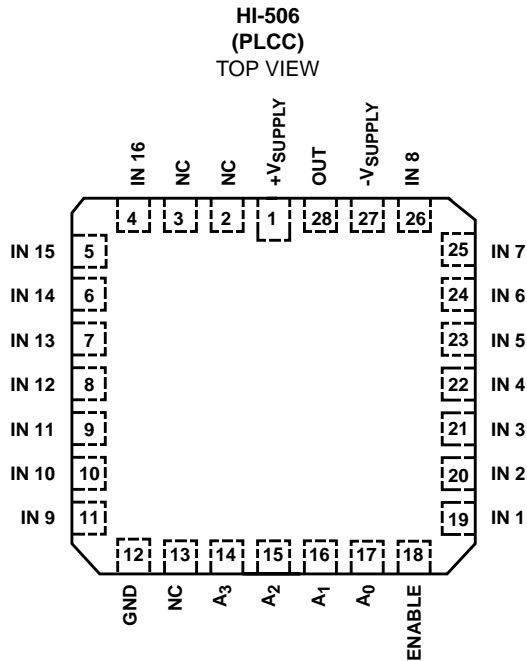 HI-506
(PLCC)
TOP VIEW
IN 16
NC
NC
+VSUPPLY
OUT
-VSUPPLY
IN 8
4
3
2
1
28
27
26
IN 15 5
25 IN 7
IN 14 6
24 IN 6
IN 13 7
23 IN 5
IN 12 8
22 IN 4
IN 11 9
21 IN 3
IN 10 10
20 IN 2
IN 9 11
19 IN 1
12
13
14
15
16
17
18
GND
NC
A3
A2
A1
A0
ENABLE